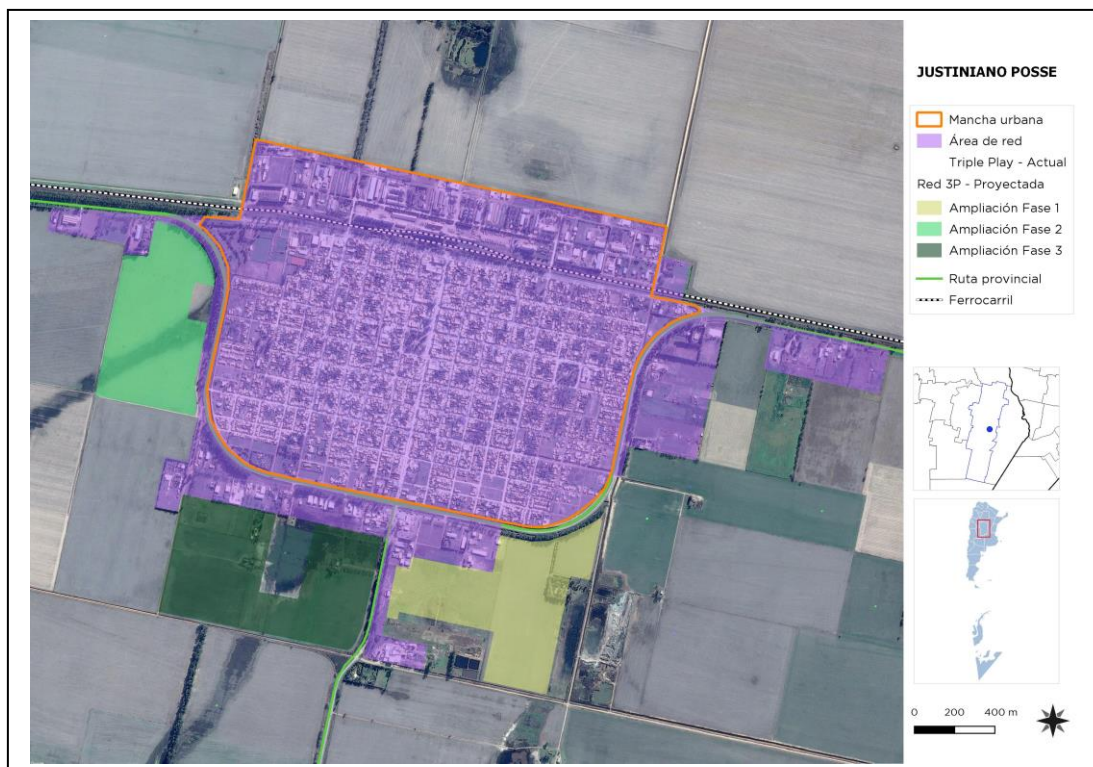 JUSTINIANO POSSE
Mancha urbana
Área de red
Triple Play - Actual
Red 3P - Proyectada
Ampliación Fase 1
Ampliación Fase 2
Ampliación Fase 3
Ruta provincial
Ferrocarril
0 200 400 m